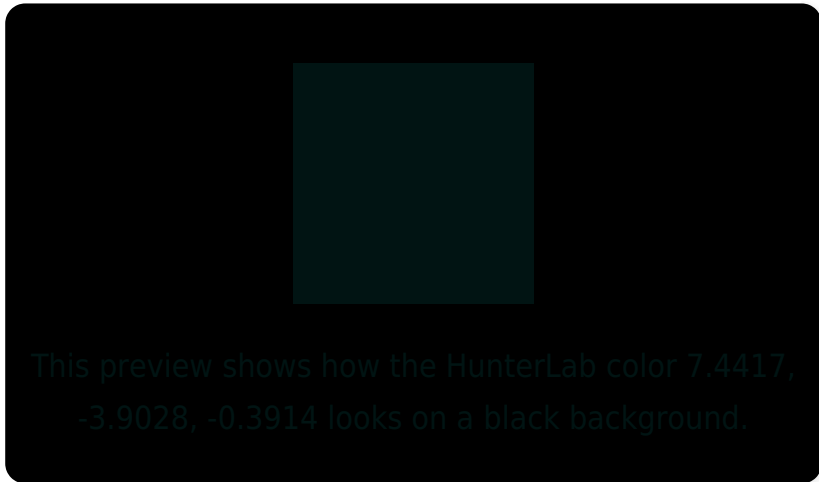 This preview shows how the HunterLab color 7.4417,
-3.9028, -0.3914 looks on a black background.